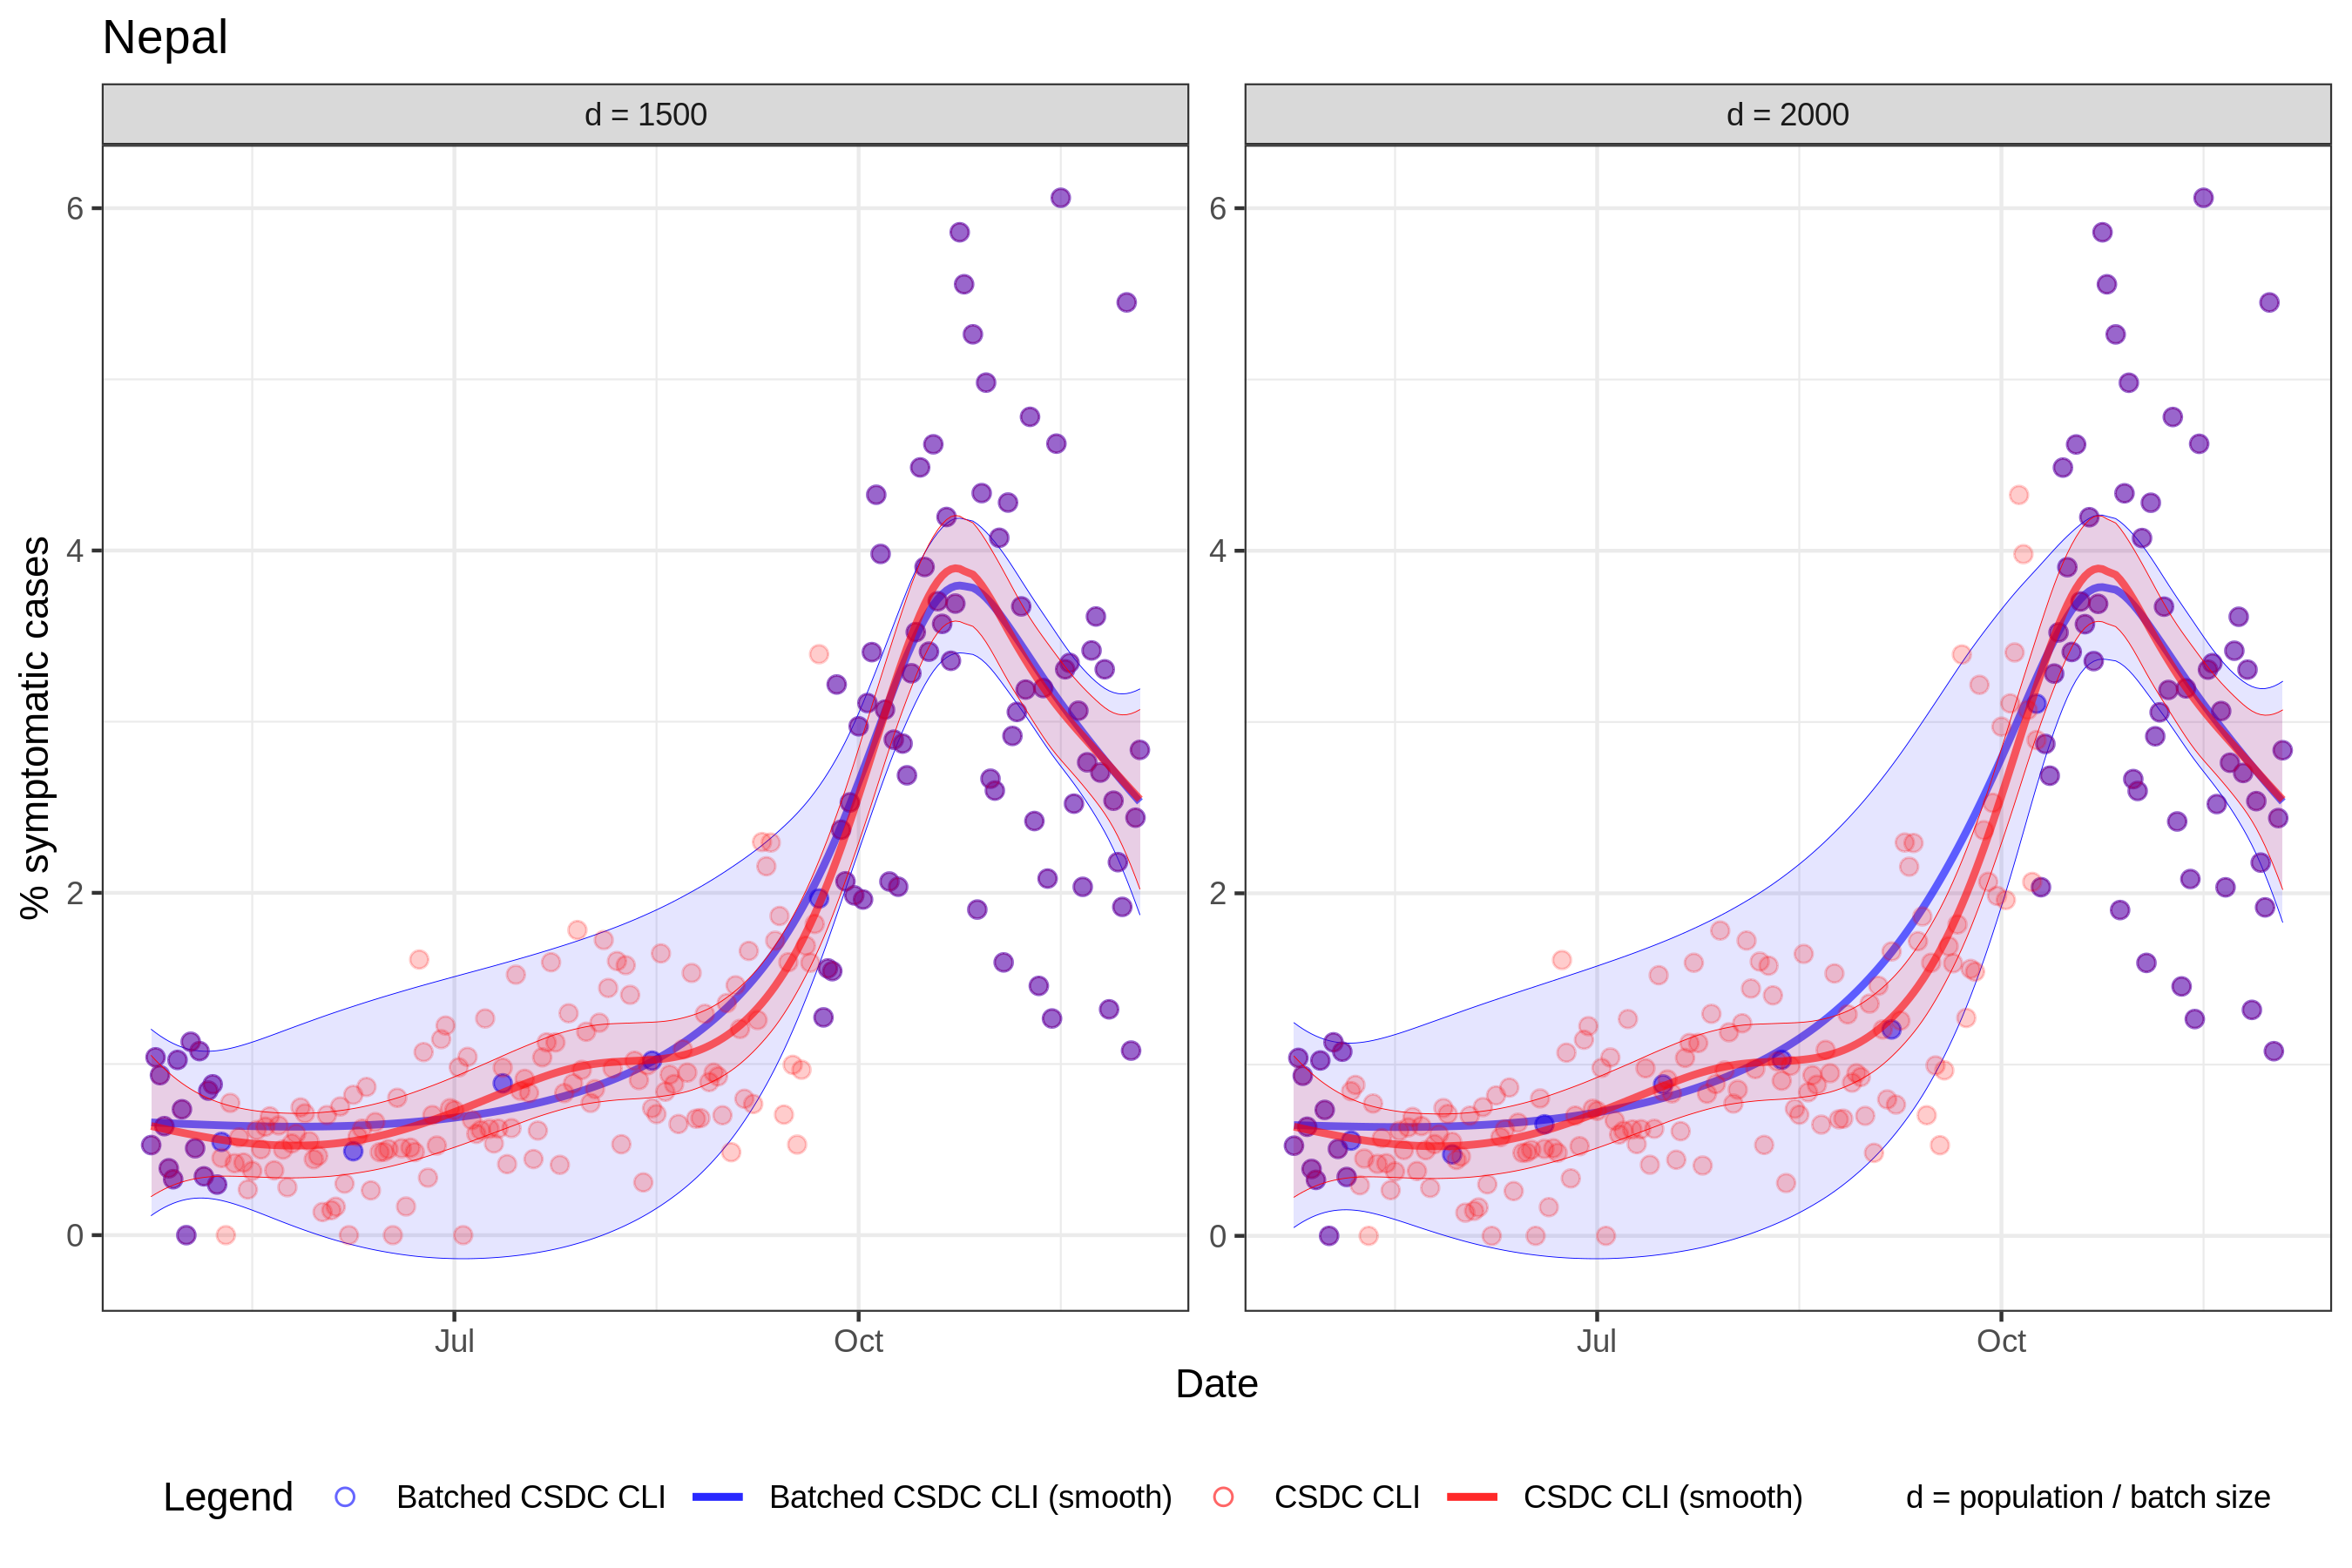 Nepal
d = 1500
d = 2000
% symptomatic cases
6
4
2
0
6
4
2
0
Jul
Oct
Jul
Oct
Date
Legend Batched CSDC CLI Batched CSDC CLI (smooth) CSDC CLI CSDC CLI (smooth) d = population / batch size